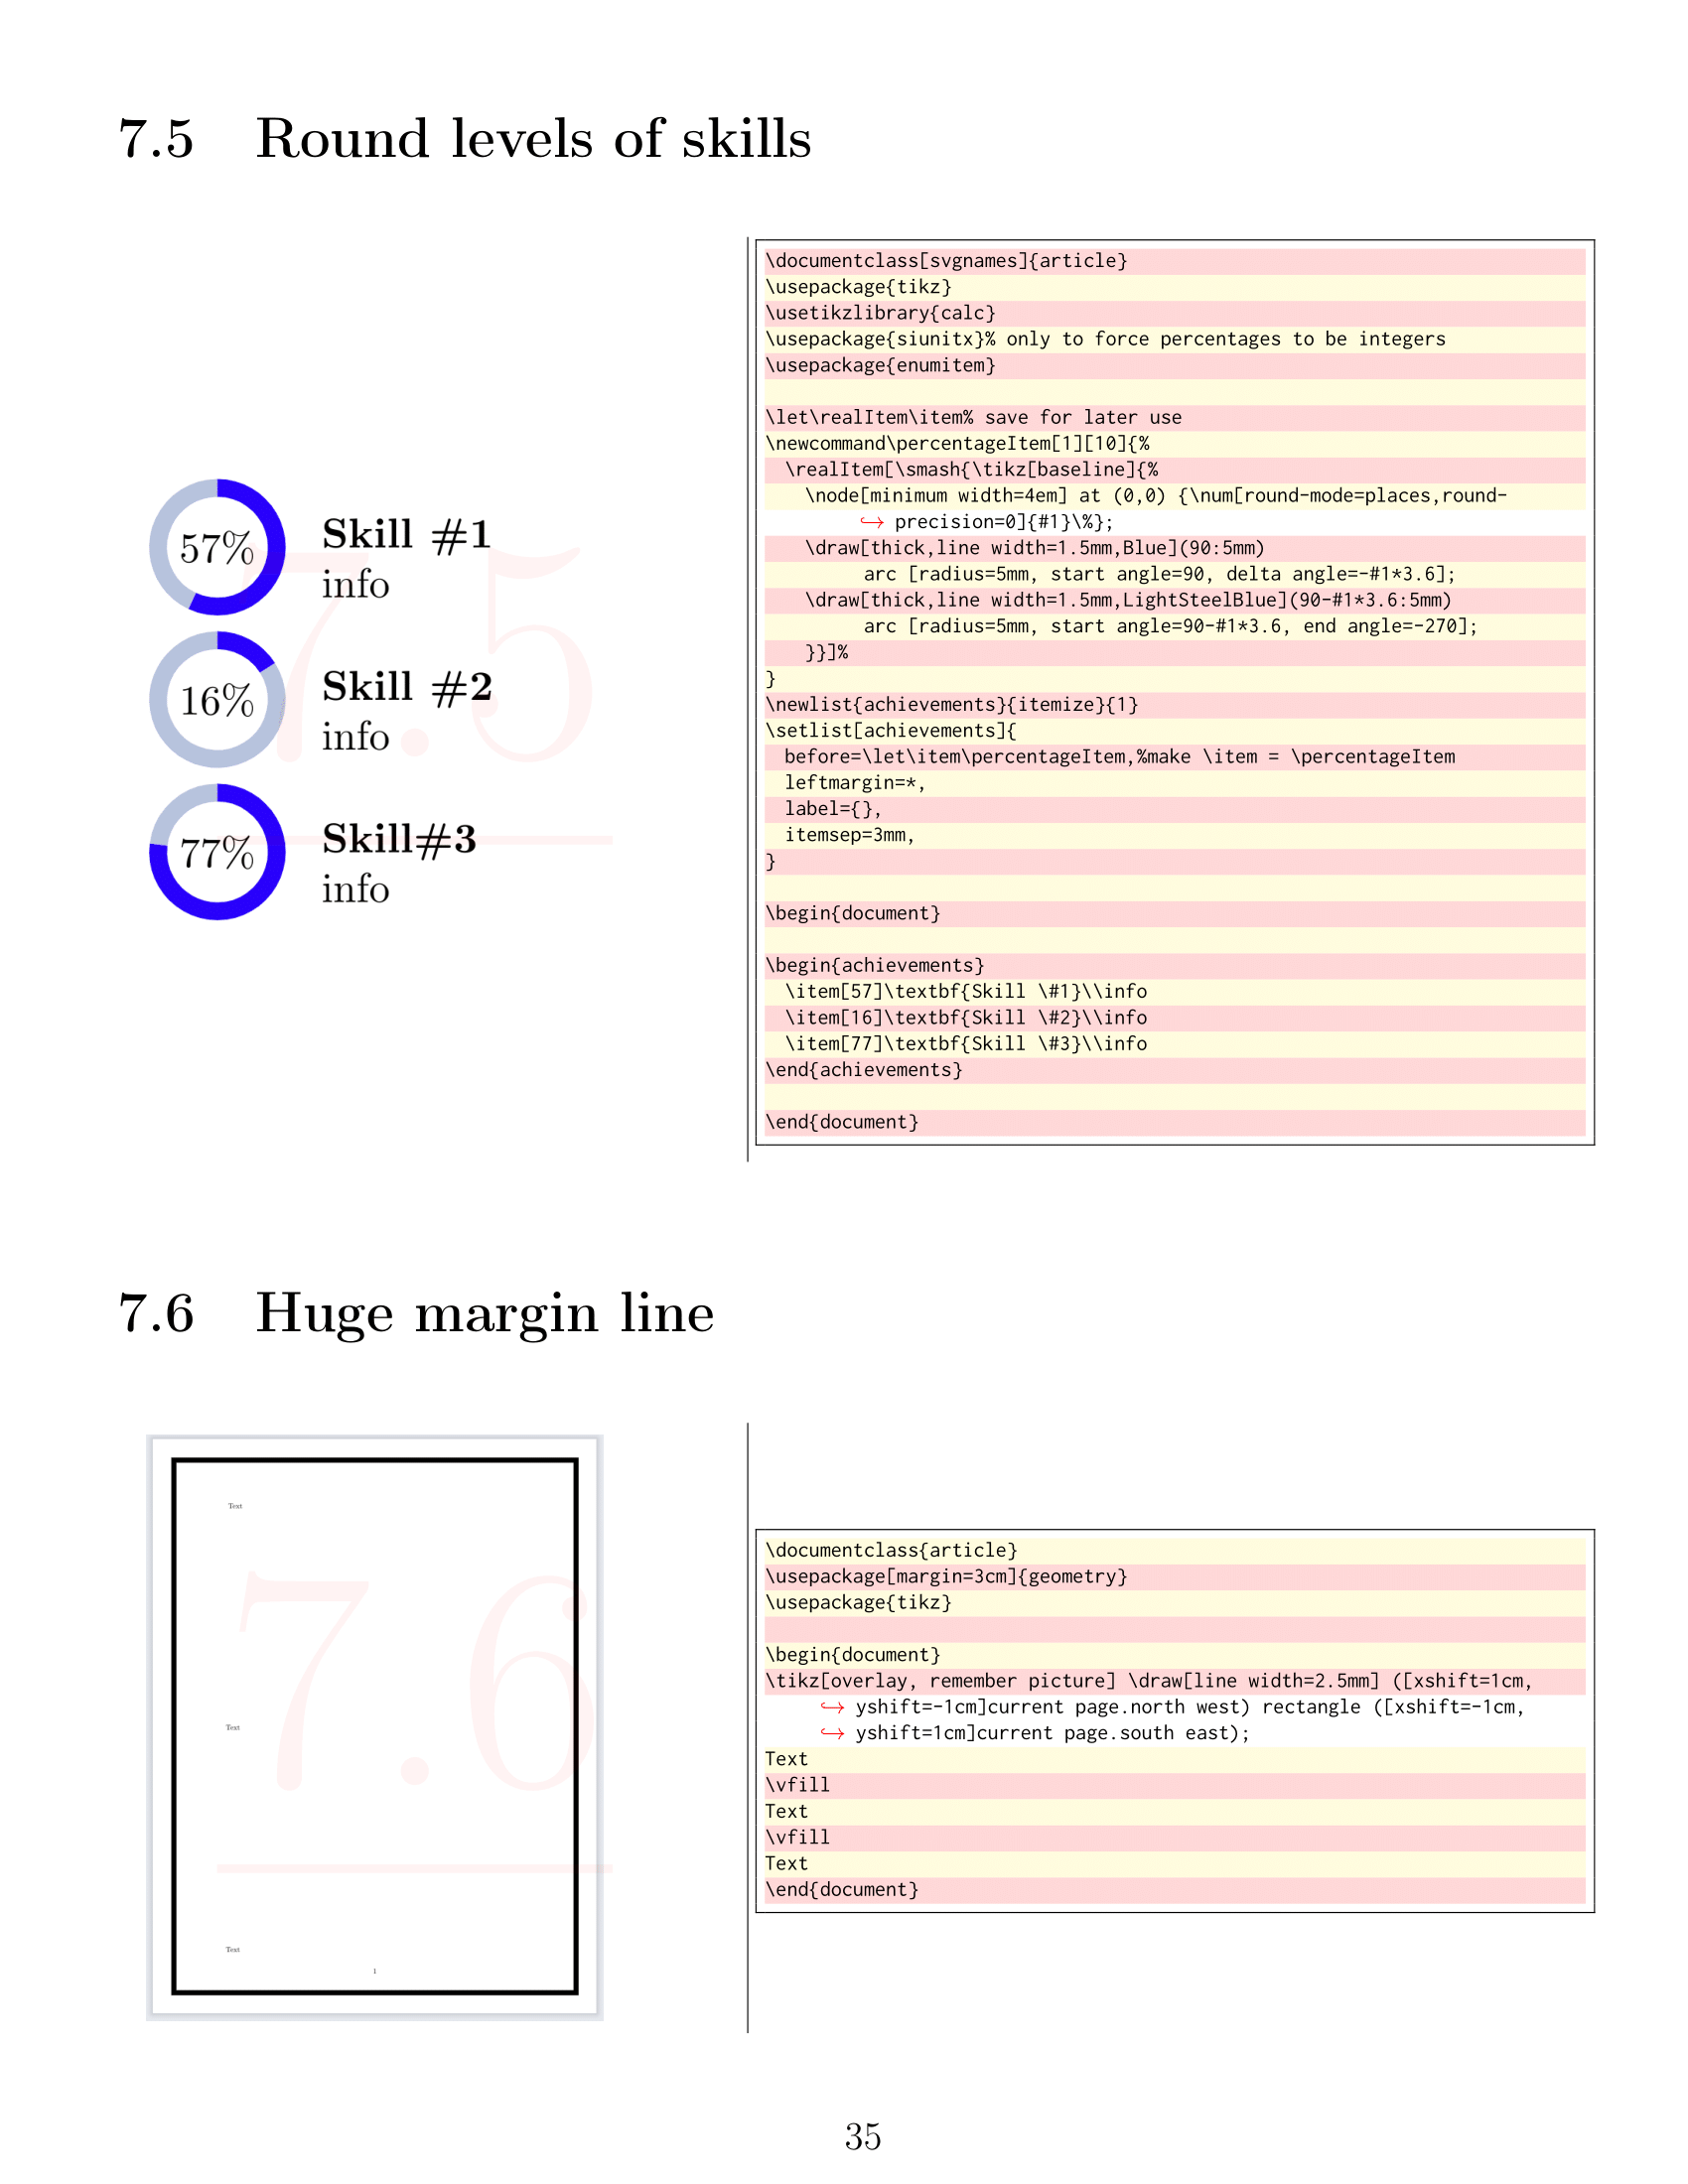 7.5 Round levels of skills
57%
Skill #1
info
16%
Skill #2
info
77%
Skill#3
info
7.5
\documentclass[svgnames]{article}
\usepackage{tikz}
\usetikzlibrary{calc}
\usepackage{siunitx}% only to force percentages to be integers
\usepackage{enumitem}
\let\realItem\item% save for later use
\newcommand\percentageItem[1][10]{%
\realItem[\smash{\tikz[baseline]{%
\node[minimum width=4em] at (0,0) {\num[round-mode=places,round-
↪ precision=0]{#1}\%};
\draw[thick,line width=1.5mm,Blue](90:5mm)
arc [radius=5mm, start angle=90, delta angle=-#1*3.6];
\draw[thick,line width=1.5mm,LightSteelBlue](90-#1*3.6:5mm)
arc [radius=5mm, start angle=90-#1*3.6, end angle=-270];
}}]%
}
\newlist{achievements}{itemize}{1}
\setlist[achievements]{
before=\let\item\percentageItem,%make \item = \percentageItem
leftmargin=*,
label={},
itemsep=3mm,
}
\begin{document}
\begin{achievements}
\item[57]\textbf{Skill \#1}\\info
\item[16]\textbf{Skill \#2}\\info
\item[77]\textbf{Skill \#3}\\info
\end{achievements}
\end{document}
7.6 Huge margin line
Text
7.6
Text
Text
1
\documentclass{article}
\usepackage[margin=3cm]{geometry}
\usepackage{tikz}
\begin{document}
\tikz[overlay, remember picture] \draw[line width=2.5mm] ([xshift=1cm,
↪ yshift=-1cm]current page.north west) rectangle ([xshift=-1cm,
↪ yshift=1cm]current page.south east);
Text
\vfill
Text
\vfill
Text
\end{document}
35